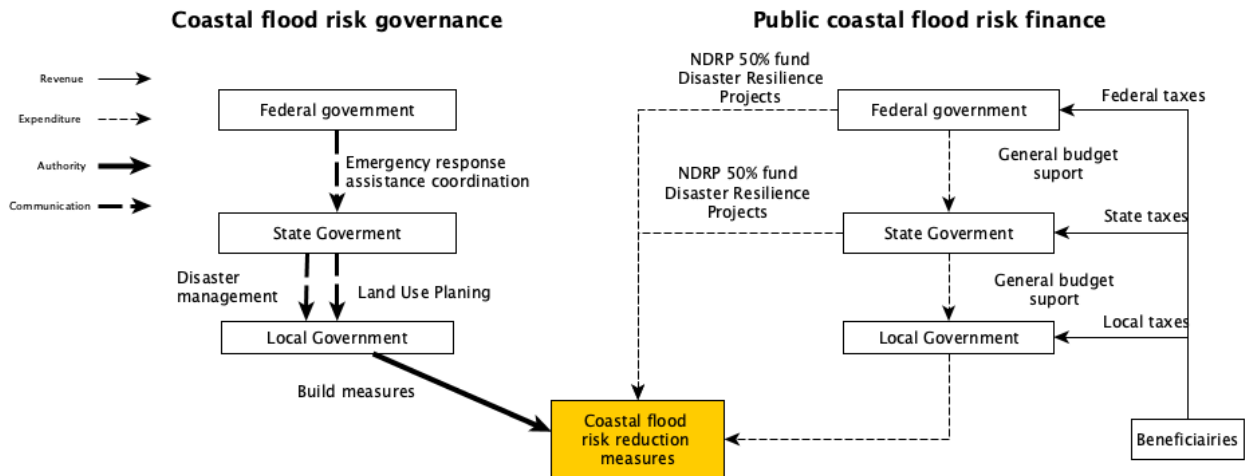 Coastal flood risk governance
Public coastal flood risk finance
Revenue
Expenditure
Authority
Communication
Federal government
Emergency response
assistance coordination
State Goverment
Disaster
management
Land Use Planing
Local Government
Build measures
NDRP 50% fund
Disaster Resilience
Projects
Federal government
Federal taxes
General budget
suport
NDRP 50% fund
Disaster Resilience
Projects
State Goverment
State taxes
General budget
suport
Local Government
Local taxes
Coastal flood
risk reduction
measures
Beneficiairies